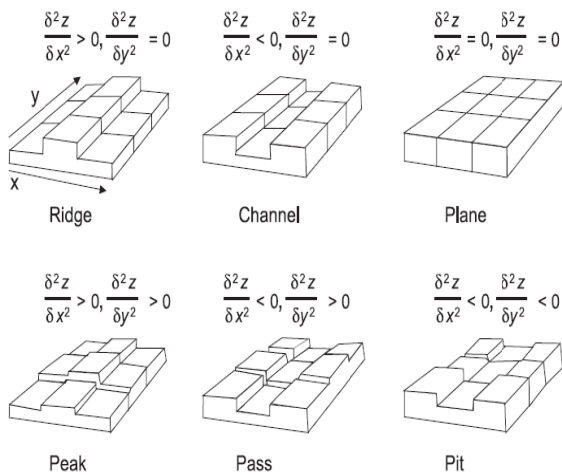 δ²z/δx² > 0, δ²z/δy² = 0
δ²z/δx² < 0, δ²z/δy² = 0
δ²z/δx² = 0, δ²z/δy² = 0
y
x
Ridge
Channel
Plane
δ²z/δx² > 0, δ²z/δy² > 0
δ²z/δx² < 0, δ²z/δy² > 0
δ²z/δx² < 0, δ²z/δy² < 0
Peak
Pass
Pit